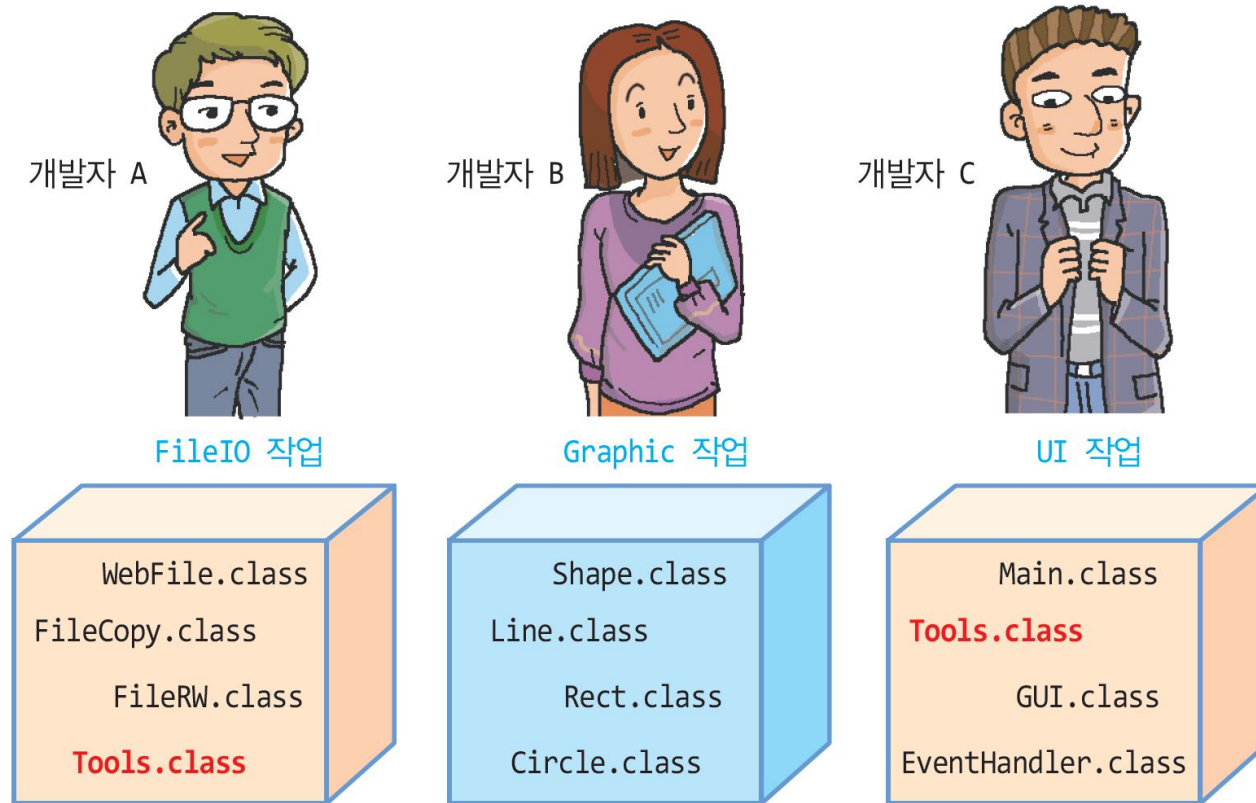 개발자 A
개발자 B
개발자 C
FileIO 작업
Graphic 작업
UI 작업
WebFile.class
FileCopy.class
FileRW.class
Tools.class
Shape.class
Line.class
Rect.class
Circle.class
Main.class
Tools.class
GUI.class
EventHandler.class